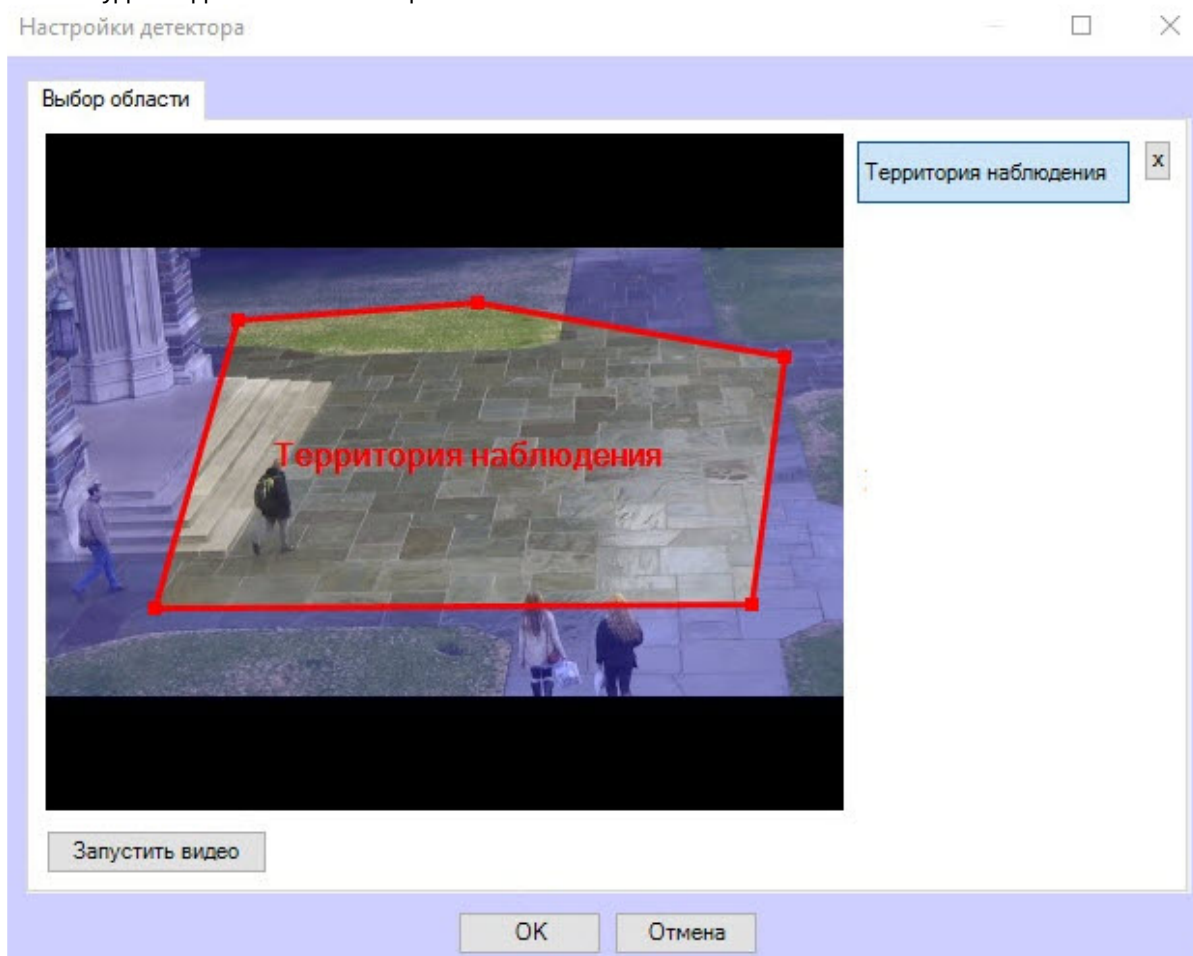 Настройки детектора
Выбор области
Территория наблюдения
x
Территория наблюдения
Запустить видео
OK
Отмена